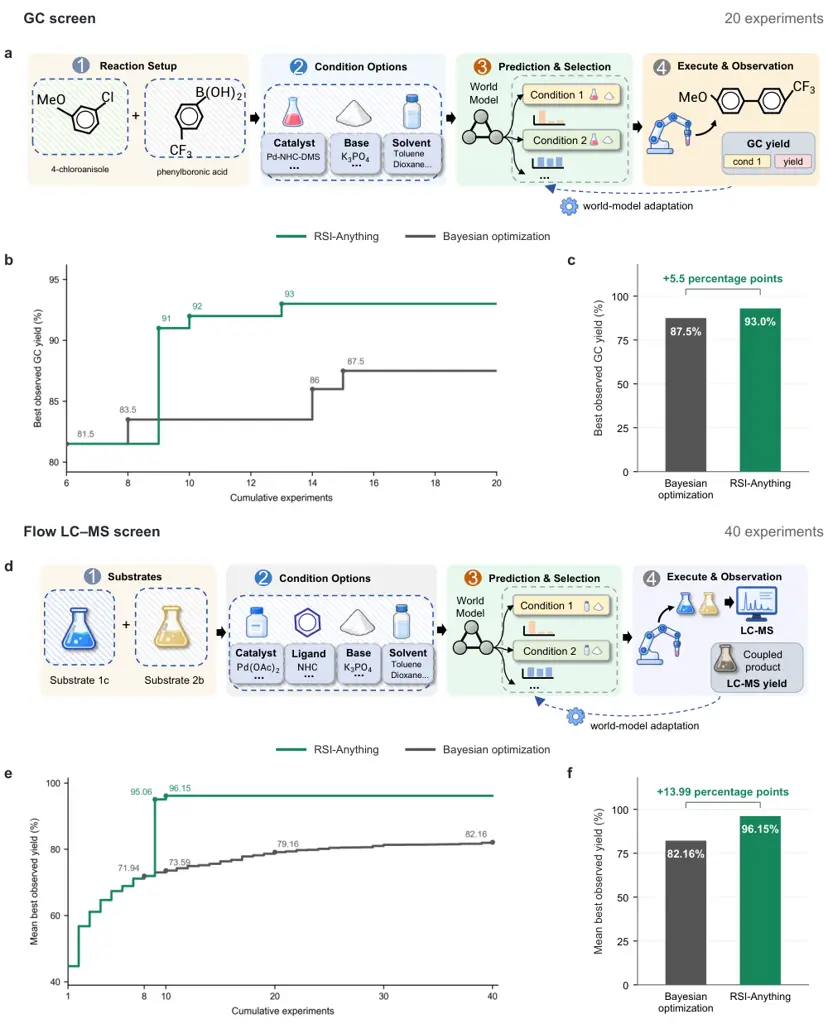 GC screen
20 experiments
a
1 Reaction Setup
2 Condition Options
3 Prediction & Selection
4 Execute & Observation
MeO
Cl
+
B(OH)2
CF3
4-chloroanisole
phenylboronic acid
Catalyst
Pd-NHC-DMS
...
Base
K3PO4
...
Solvent
Toluene
Dioxane...
World
Model
Condition 1
Condition 2
...
MeO
CF3
GC yield
cond 1
yield
world-model adaptation
RSI-Anything
Bayesian optimization
b
Best observed GC yield (%)
95
90
85
80
81.5
83.5
91
92
93
86
87.5
6
8
10
12
14
16
18
20
Cumulative experiments
c
+5.5 percentage points
Best observed GC yield (%)
100
75
50
25
0
87.5%
93.0%
Bayesian
optimization
RSI-Anything
Flow LC–MS screen
40 experiments
d
1 Substrates
2 Condition Options
3 Prediction & Selection
4 Execute & Observation
+
Substrate 1c
Substrate 2b
Catalyst
Pd(OAc)2
...
Ligand
NHC
...
Base
K3PO4
...
Solvent
Toluene
Dioxane...
World
Model
Condition 1
Condition 2
...
LC-MS
Coupled
product
LC-MS yield
world-model adaptation
RSI-Anything
Bayesian optimization
e
Mean best observed yield (%)
100
80
60
40
71.94
95.06
96.15
73.59
79.16
82.16
1
8
10
20
30
40
Cumulative experiments
f
+13.99 percentage points
Mean best observed yield (%)
100
75
50
25
0
82.16%
96.15%
Bayesian
optimization
RSI-Anything